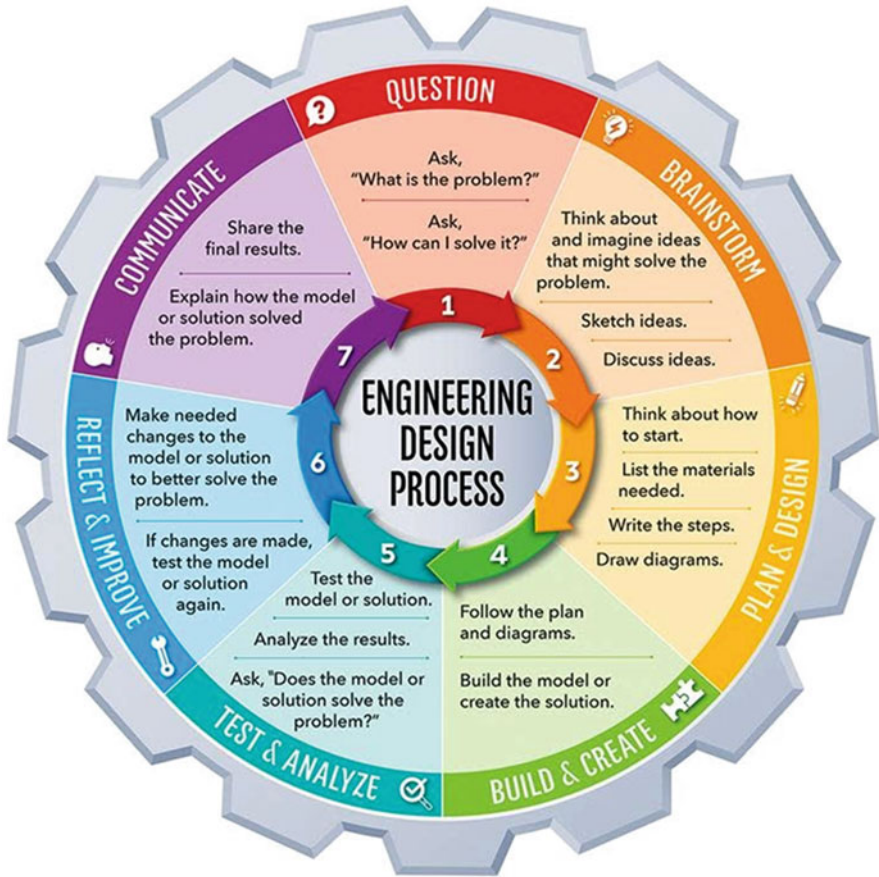 ENGINEERING
DESIGN
PROCESS
1
QUESTION
?
Ask,
"What is the problem?"
Ask,
"How can I solve it?"
2
BRAINSTORM
Think about
and imagine ideas
that might solve the
problem.
Sketch ideas.
Discuss ideas.
3
PLAN & DESIGN
Think about how
to start.
List the materials
needed.
Write the steps.
Draw diagrams.
4
BUILD & CREATE
Follow the plan
and diagrams.
Build the model or
create the solution.
5
TEST & ANALYZE
Test the
model or solution.
Analyze the results.
Ask, "Does the model or
solution solve the
problem?"
6
REFLECT & IMPROVE
Make needed
changes to the
model or solution
to better solve the
problem.
If changes are made,
test the model
or solution
again.
7
COMMUNICATE
Share the
final results.
Explain how the model
or solution solved
the problem.